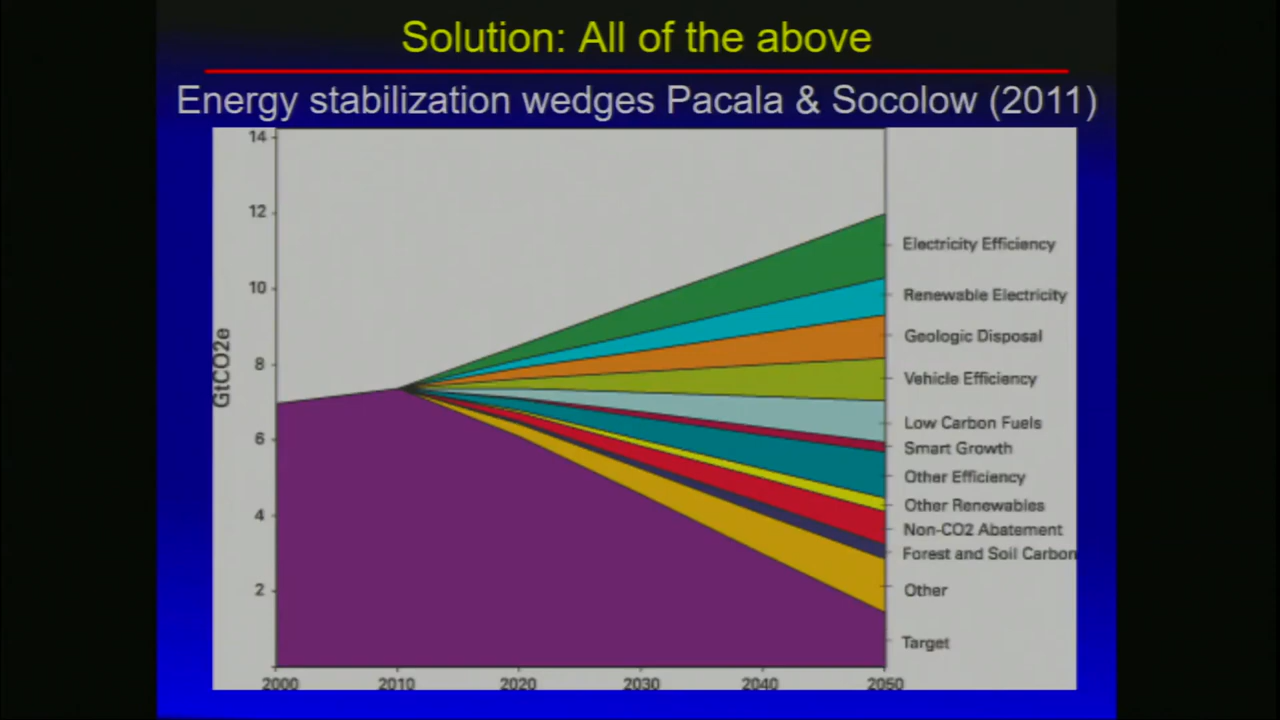 Solution: All of the above
Energy stabilization wedges Pacala & Socolow (2011)
14
12
10
8
6
4
2
GtCO2e
Electricity Efficiency
Renewable Electricity
Geologic Disposal
Vehicle Efficiency
Low Carbon Fuels
Smart Growth
Other Efficiency
Other Renewables
Non-CO2 Abatement
Forest and Soil Carbon
Other
Target
2000 2010 2020 2030 2040 2050